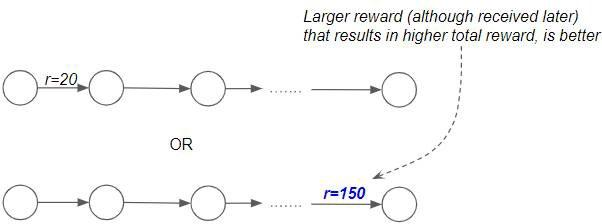 Larger reward (although received later)
that results in higher total reward, is better
r=20
.......
OR
r=150
.......